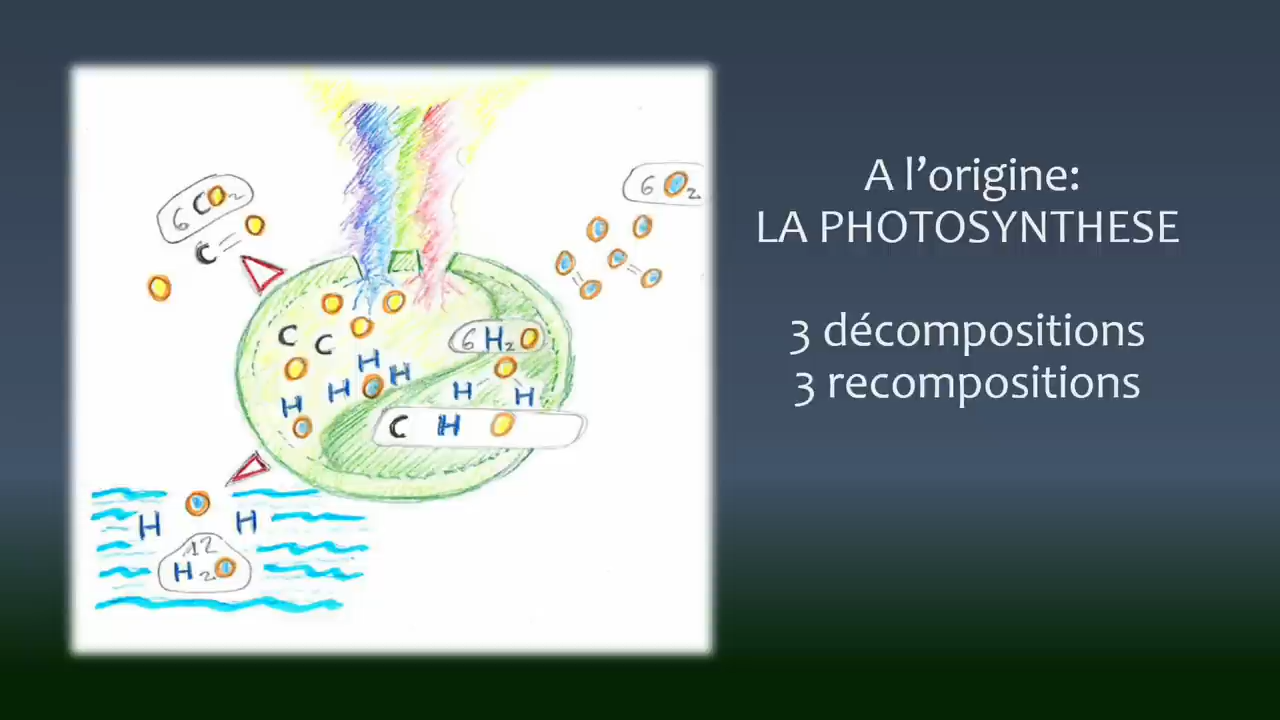 A l’origine:
LA PHOTOSYNTHESE
3 décompositions
3 recompositions
6 CO2
C
6 O2
C
C
6 H2O
H
H
H
H
H
H
C H O
H
H
12
H2O